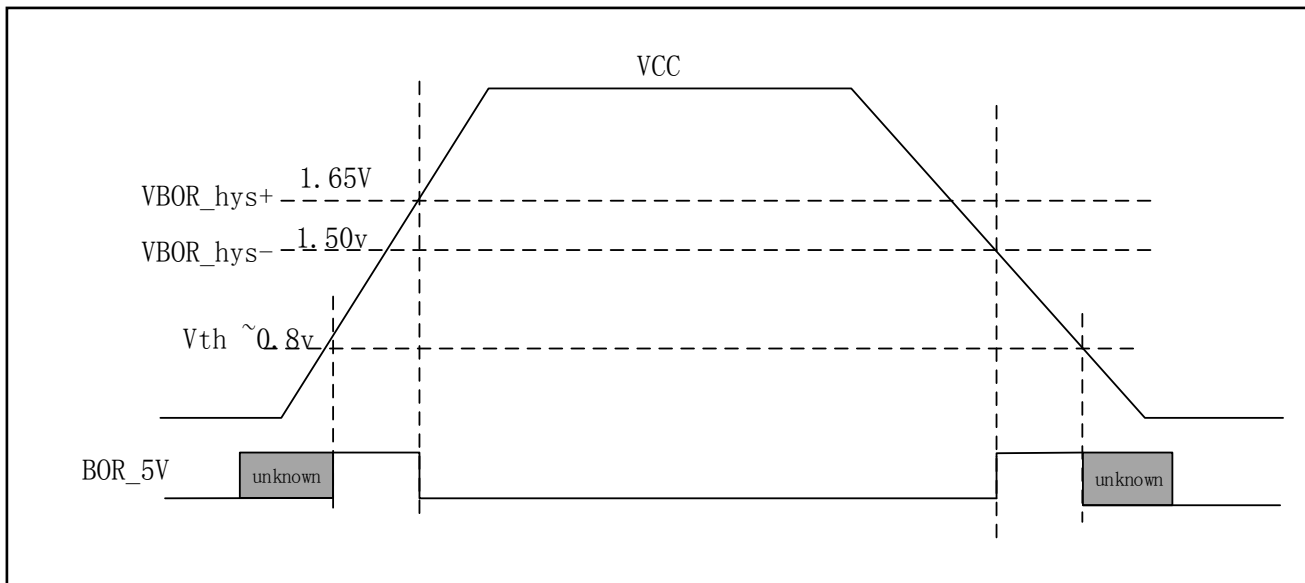 VCC
1.65V
VBOR_hys+
1.50v
VBOR_hys-
Vth ~0.8v
BOR_5V
unknown
unknown